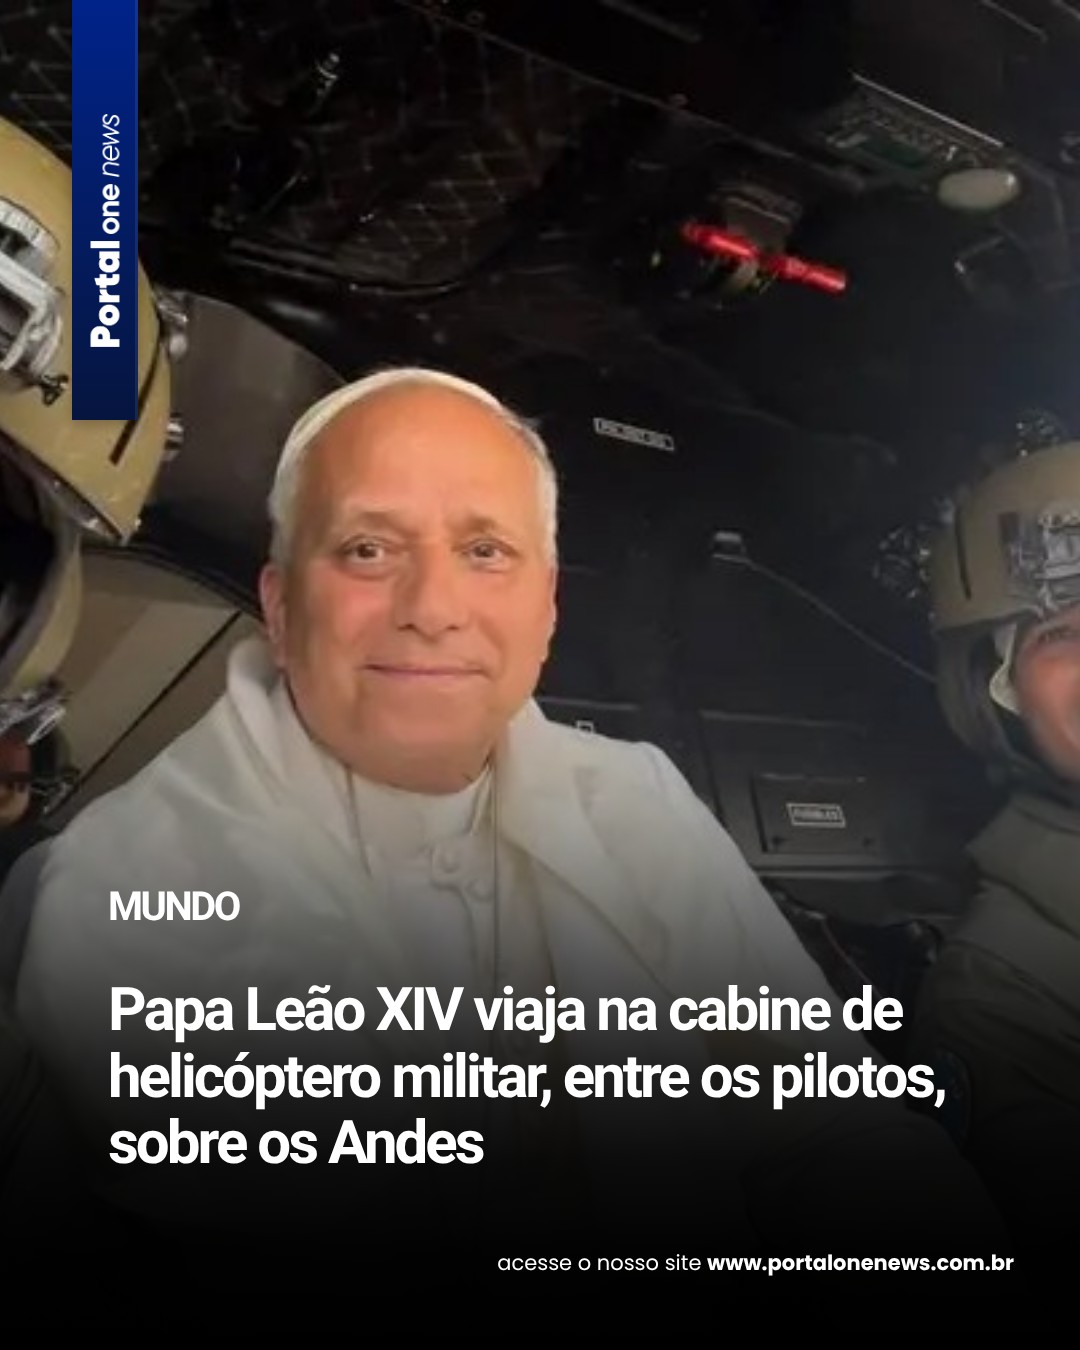 Portal one news
MUNDO
Papa Leão XIV viaja na cabine de
helicóptero militar, entre os pilotos,
sobre os Andes
acesse o nosso site www.portalonenews.com.br